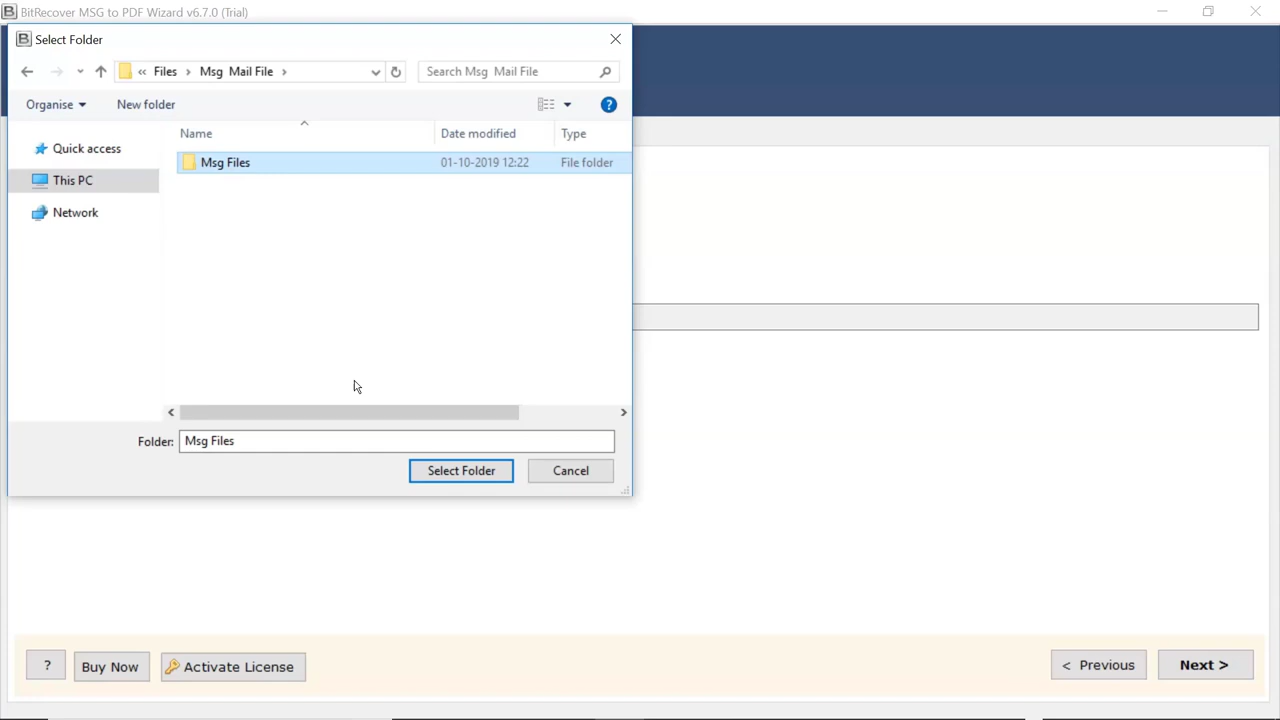 BitRecover MSG to PDF Wizard v6.7.0 (Trial)
Select Folder
« Files › Msg Mail File ›
Search Msg Mail File
Organise
New folder
?
Name
Date modified
Type
Quick access
This PC
Network
Msg Files
01-10-2019 12:22
File folder
Folder: Msg Files
Select Folder
Cancel
?
Buy Now
Activate License
< Previous
Next >